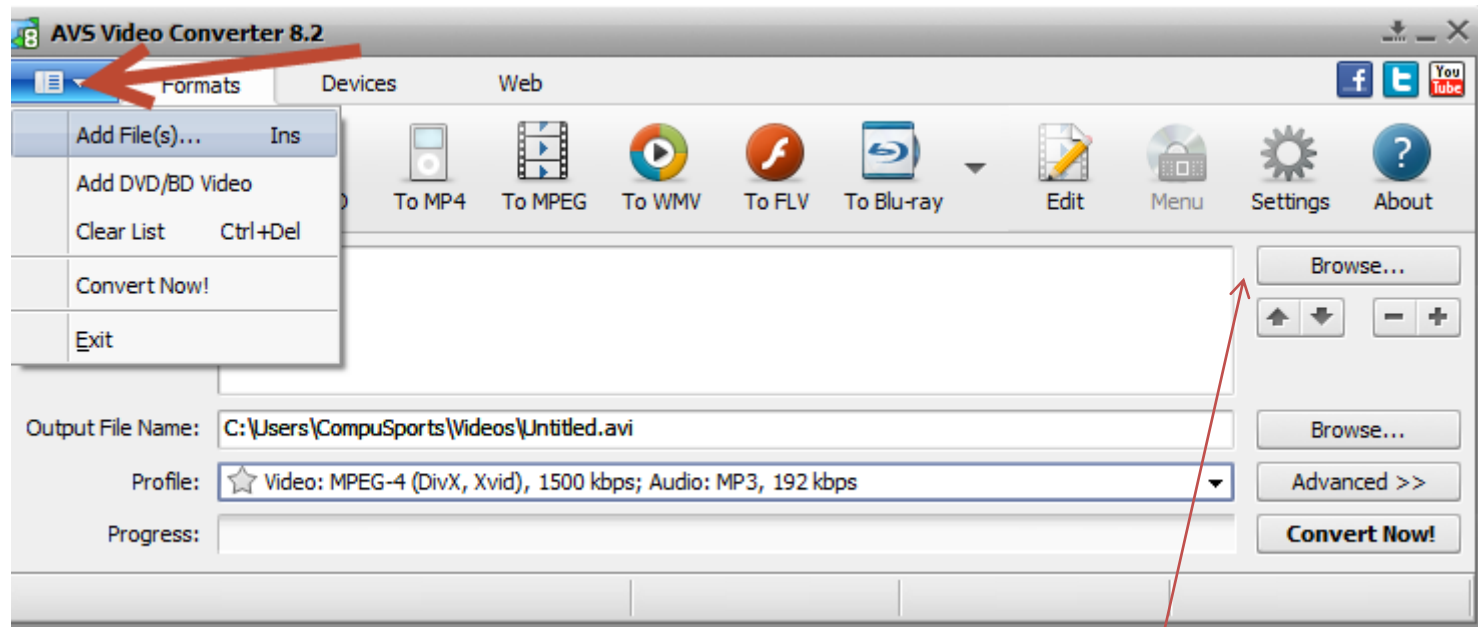 AVS Video Converter 8.2
Formats Devices Web f t You Tube
Add File(s)... Ins
Add DVD/BD Video
Clear List Ctrl+Del
Convert Now!
Exit
To MP4 To MPEG To WMV To FLV To Blu-ray Edit Menu Settings About
Browse...
Output File Name: C:\Users\CompuSports\Videos\Untitled.avi Browse...
Profile: Video: MPEG-4 (DivX, Xvid), 1500 kbps; Audio: MP3, 192 kbps Advanced >>
Progress: Convert Now!